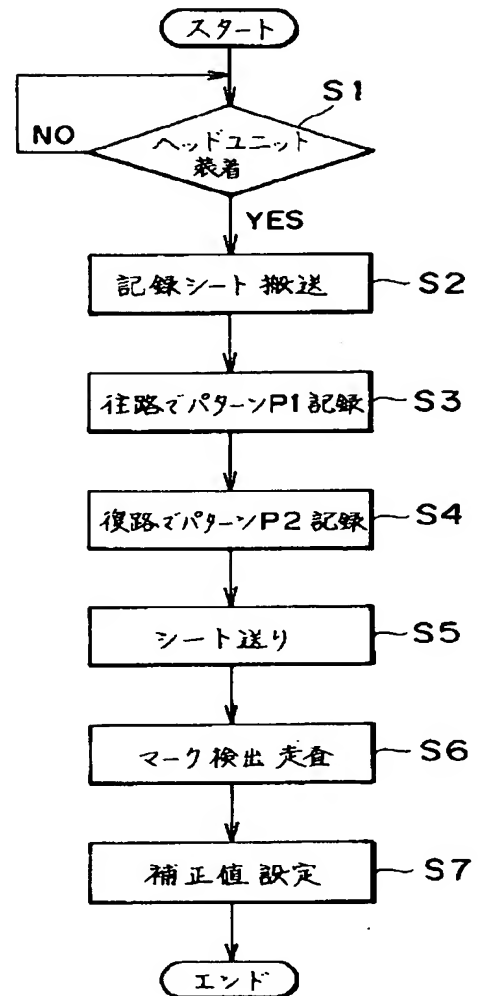 スタート
S1
NO
ヘッドユニット
装着
YES
記録シート 搬送
S2
往路でパターンP1記録
S3
復路でパターンP2記録
S4
シート送り
S5
マーク検出 走査
S6
補正値設定
S7
エンド